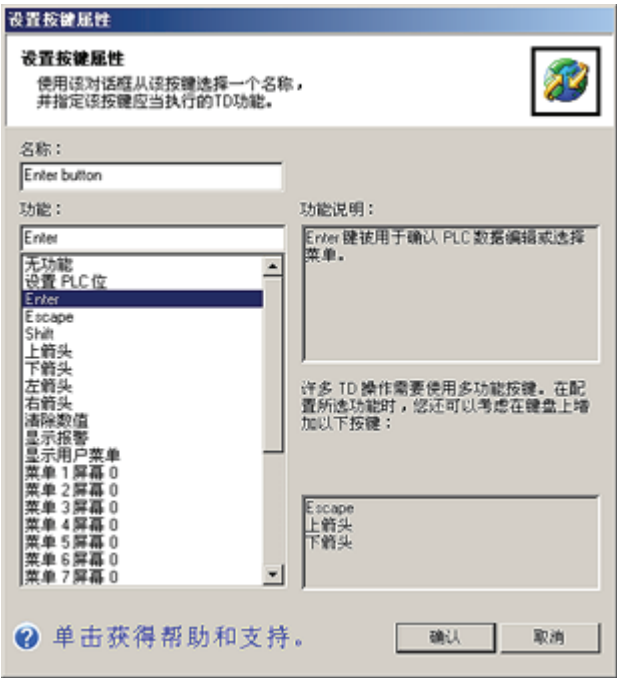 设置按键属性
设置按键属性
使用该对话框从该按键选择一个名称，
并指定该按键应当执行的TD功能。
名称：
Enter button
功能：
Enter
无功能
设置 PLC 位
Enter
Escape
Shift
上箭头
下箭头
左箭头
右箭头
清除数值
显示报警
显示用户菜单
菜单 1 屏幕 0
菜单 2 屏幕 0
菜单 3 屏幕 0
菜单 4 屏幕 0
菜单 5 屏幕 0
菜单 6 屏幕 0
菜单 7 屏幕 0
功能说明：
Enter 键被用于确认 PLC 数据编辑或选择
菜单。
许多 TD 操作需要使用多功能按键。在配
置所选功能时，您还可以考虑在键盘上增
加以下按键：
Escape
上箭头
下箭头
单击获得帮助和支持。
确认
取消